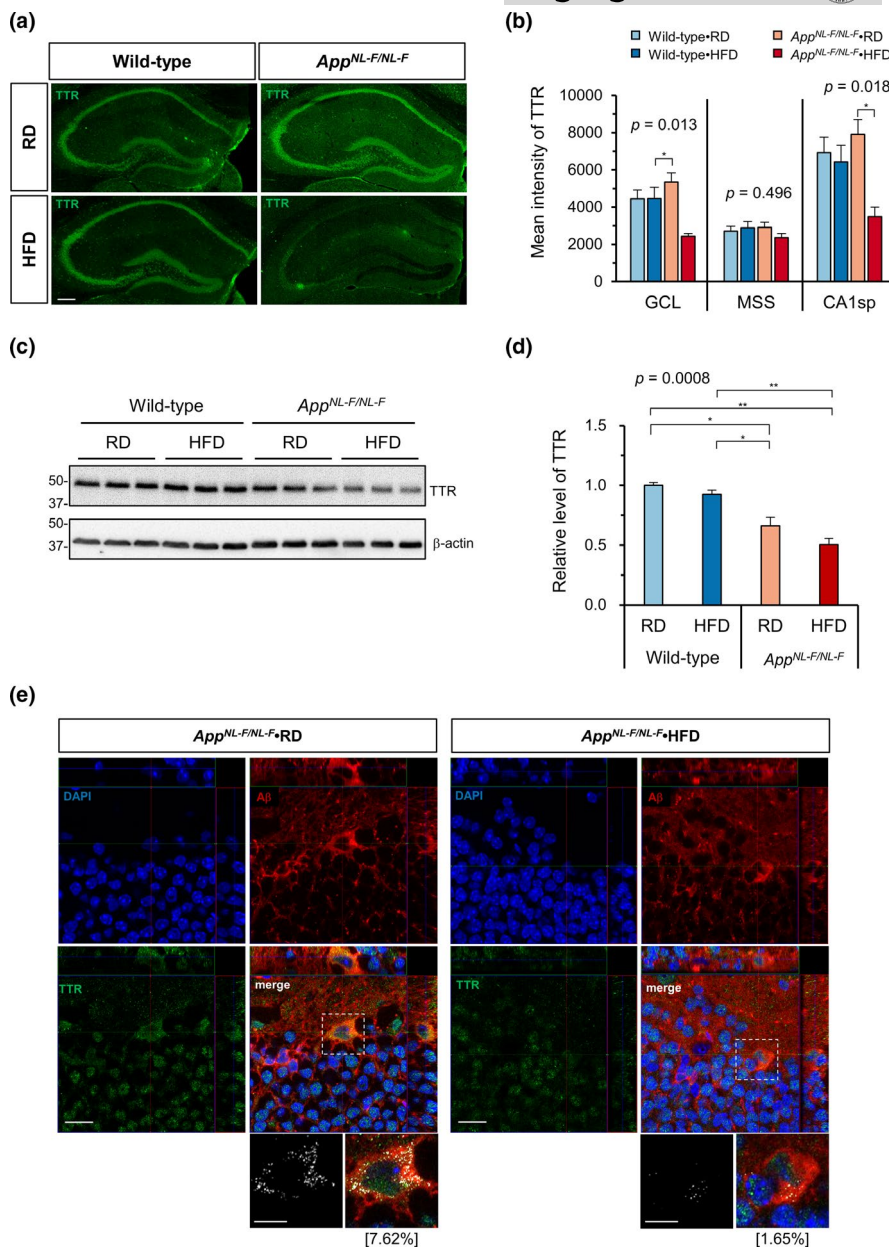 (a)
Wild-type
App^NL-F/NL-F
RD
TTR
TTR
HFD
TTR
TTR
(b)
Wild-type•RD
App^NL-F/NL-F•RD
Wild-type•HFD
App^NL-F/NL-F•HFD
Mean intensity of TTR
10000
8000
6000
4000
2000
0
p = 0.013
*
p = 0.496
p = 0.018
*
GCL
MSS
CA1sp
(c)
Wild-type
App^NL-F/NL-F
RD
HFD
RD
HFD
50-
37-
TTR
50-
37-
β-actin
(d)
p = 0.0008
**
**
*
*
Relative level of TTR
1.5
1.0
0.5
0.0
RD
HFD
RD
HFD
Wild-type
App^NL-F/NL-F
(e)
App^NL-F/NL-F•RD
App^NL-F/NL-F•HFD
DAPI
Aβ
DAPI
Aβ
TTR
merge
TTR
merge
[7.62%]
[1.65%]